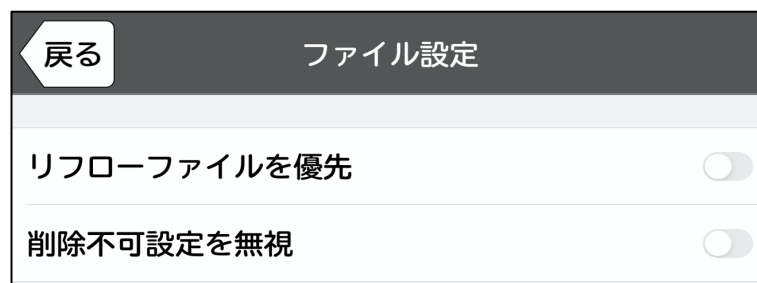 戻る
ファイル設定
リフローファイルを優先
削除不可設定を無視